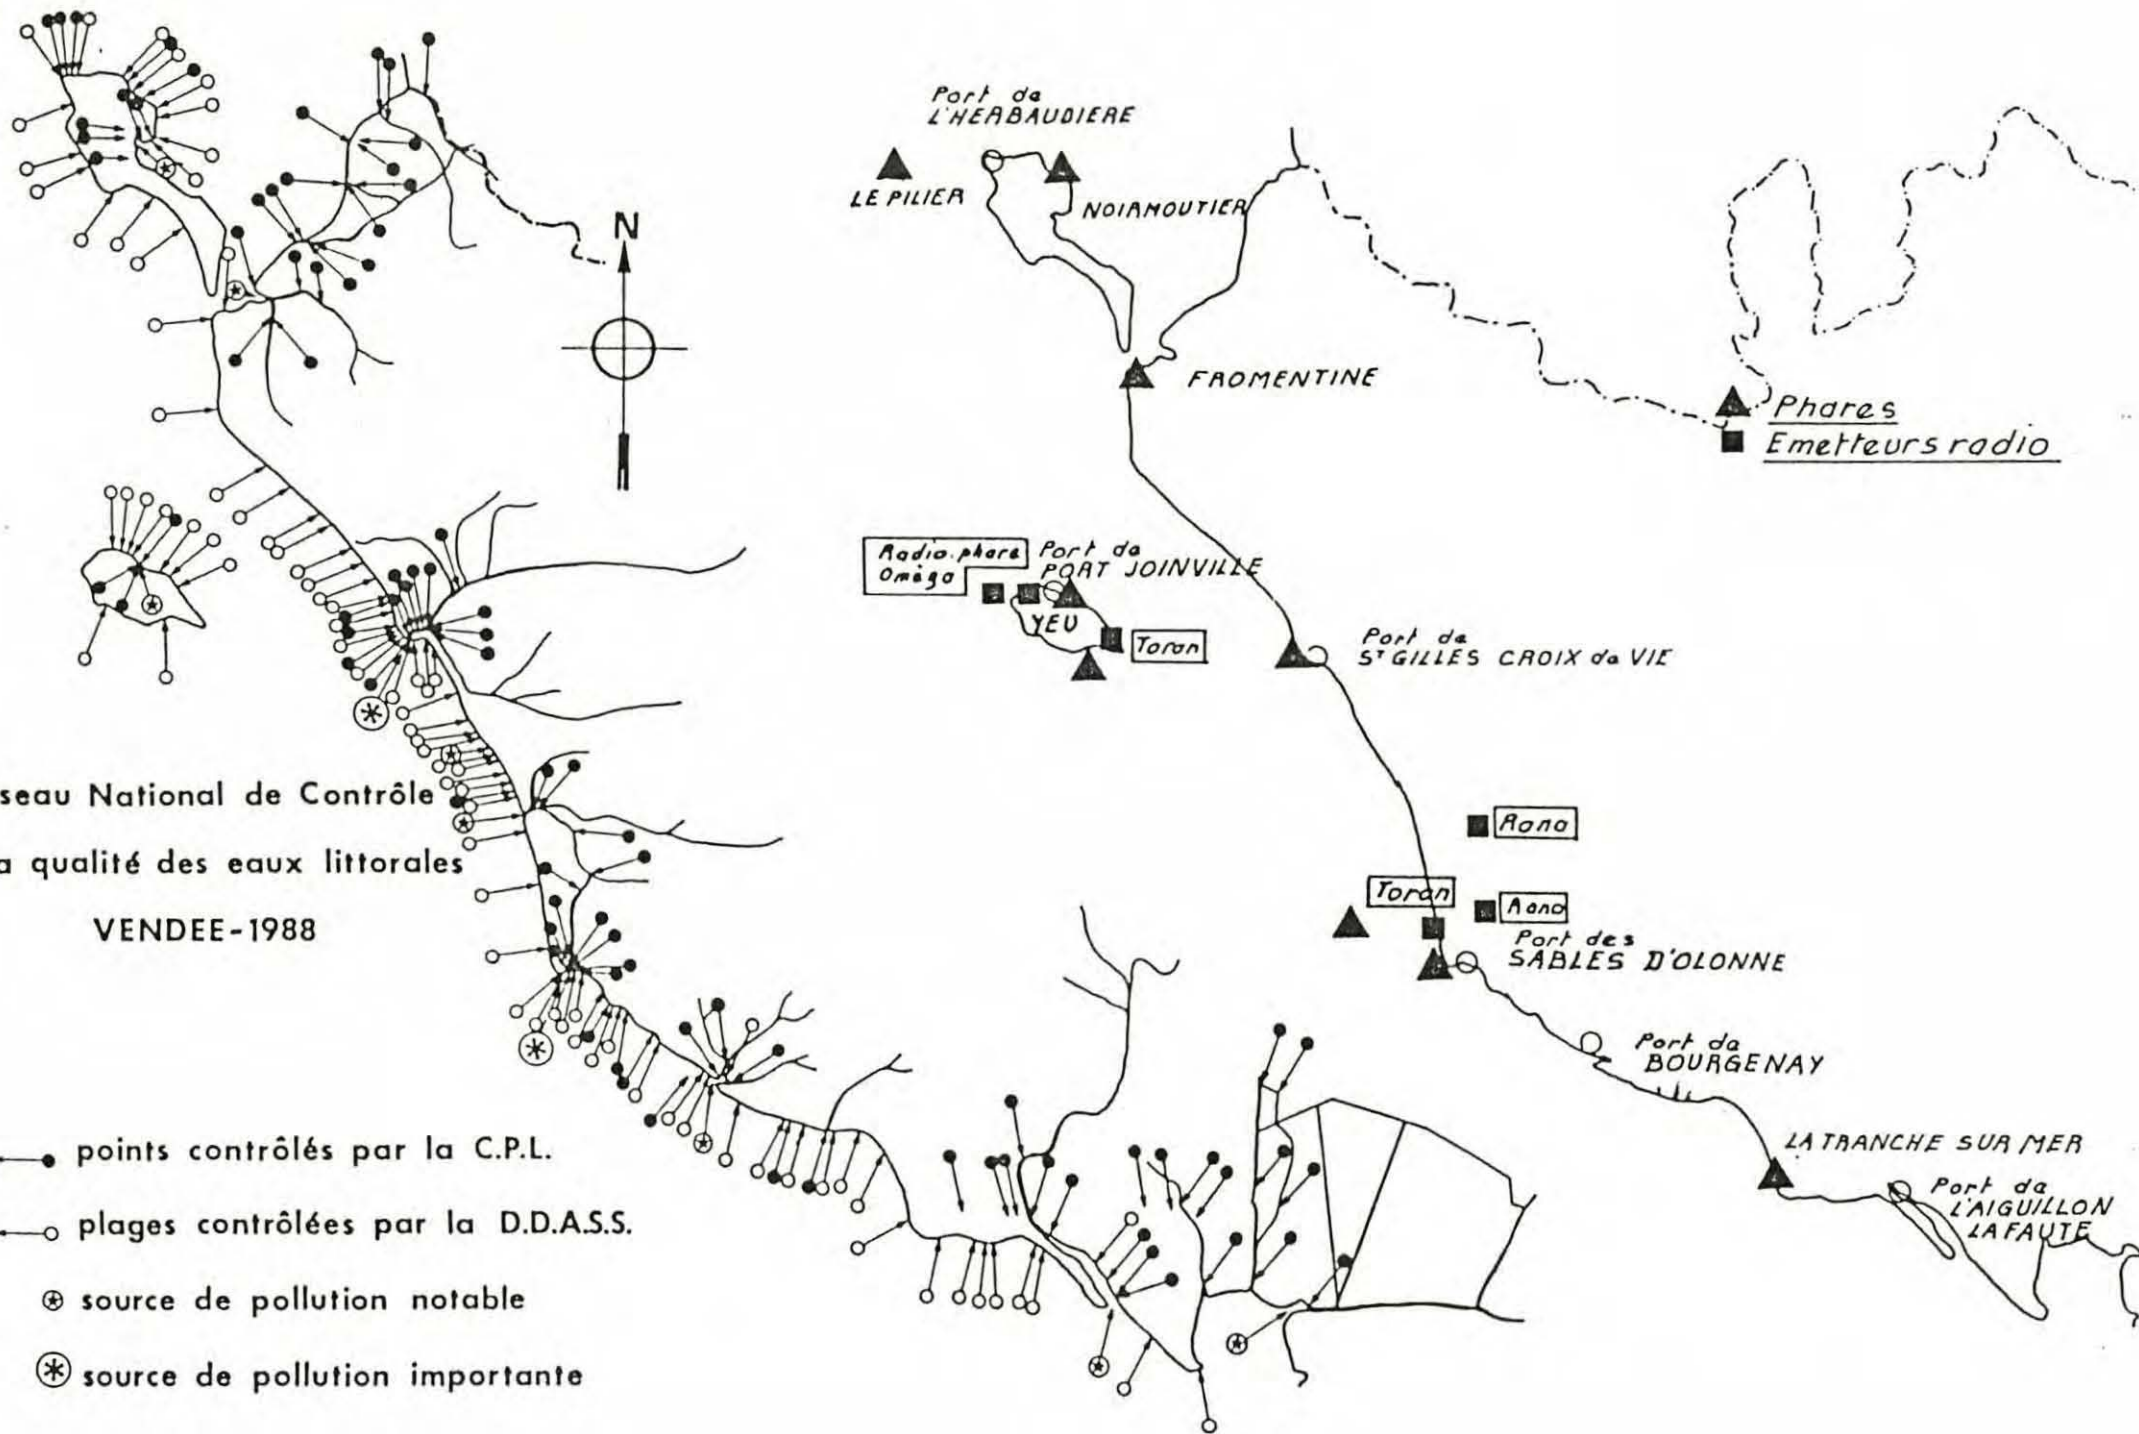 N
seau National de Contrôle
a qualité des eaux littorales
VENDEE-1988
points contrôlés par la C.P.L.
plages contrôlées par la D.D.A.S.S.
source de pollution notable
source de pollution importante
Port de
L'HERBAUDIERE
LE PILIER
NOIRMOUTIER
FROMENTINE
Phares
Emetteurs radio
Radio.phare
Oméga
Port de
PORT JOINVILLE
YEU
Toran
Port de
ST GILLES CROIX de VIE
Rana
Toran
Rana
Port des
SABLES D'OLONNE
Port de
BOURGENAY
LA TRANCHE SUR MER
Port de
L'AIGUILLON
LA FAUTE